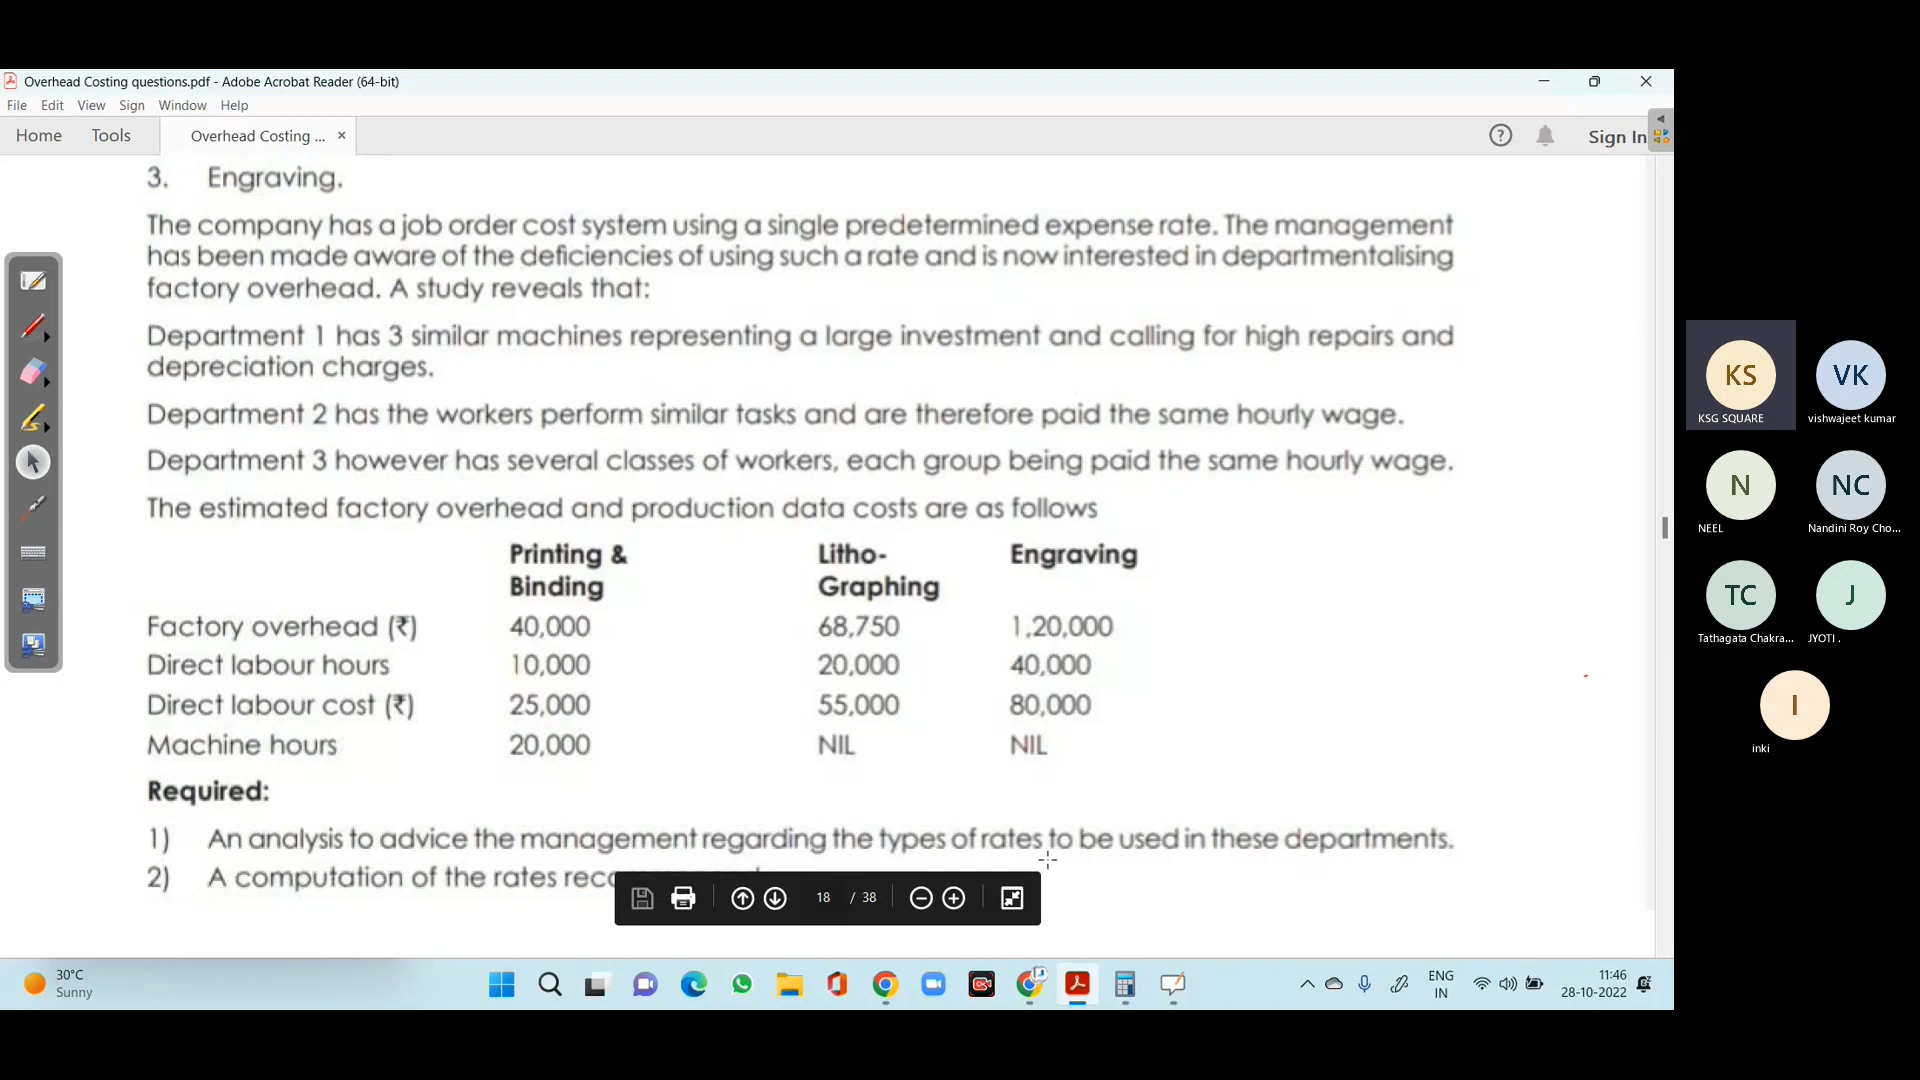 Overhead Costing questions.pdf - Adobe Acrobat Reader (64-bit)
File Edit View Sign Window Help
Home Tools Overhead Costing ... × ? Sign In
3. Engraving.
The company has a job order cost system using a single predetermined expense rate. The management
has been made aware of the deficiencies of using such a rate and is now interested in departmentalising
factory overhead. A study reveals that:
Department 1 has 3 similar machines representing a large investment and calling for high repairs and
depreciation charges.
Department 2 has the workers perform similar tasks and are therefore paid the same hourly wage.
Department 3 however has several classes of workers, each group being paid the same hourly wage.
The estimated factory overhead and production data costs are as follows
Printing & Litho- Engraving
Binding Graphing
Factory overhead (₹) 40,000 68,750 1,20,000
Direct labour hours 10,000 20,000 40,000
Direct labour cost (₹) 25,000 55,000 80,000
Machine hours 20,000 NIL NIL
Required:
1) An analysis to advice the management regarding the types of rates to be used in these departments.
2) A computation of the rates
18 / 38
KS VK
KSG SQUARE vishwajeet kumar
N NC
NEEL Nandini Roy Cho...
TC J
Tathagata Chakra... JYOTI .
I
inki
30°C
Sunny
ENG
IN
11:46
28-10-2022